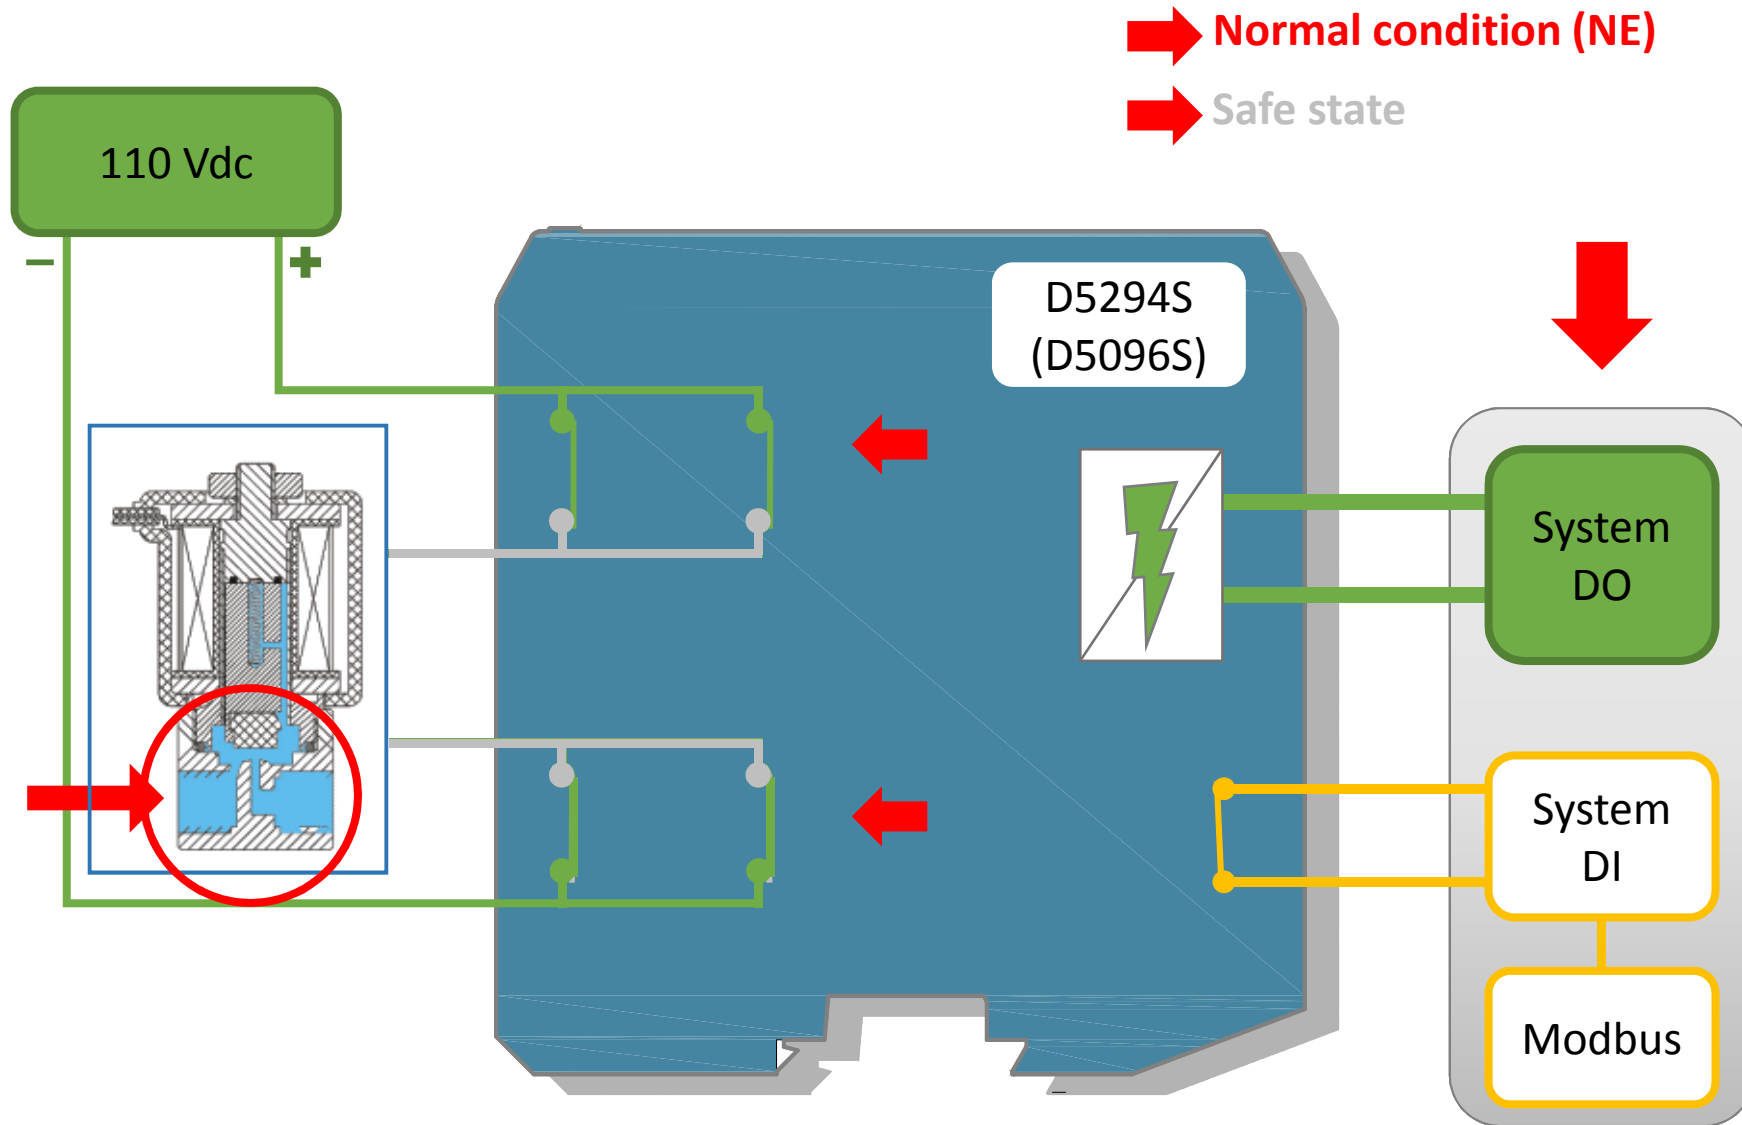 Normal condition (NE)
Safe state
110 Vdc
− +
D5294S
(D5096S)
System
DO
System
DI
Modbus